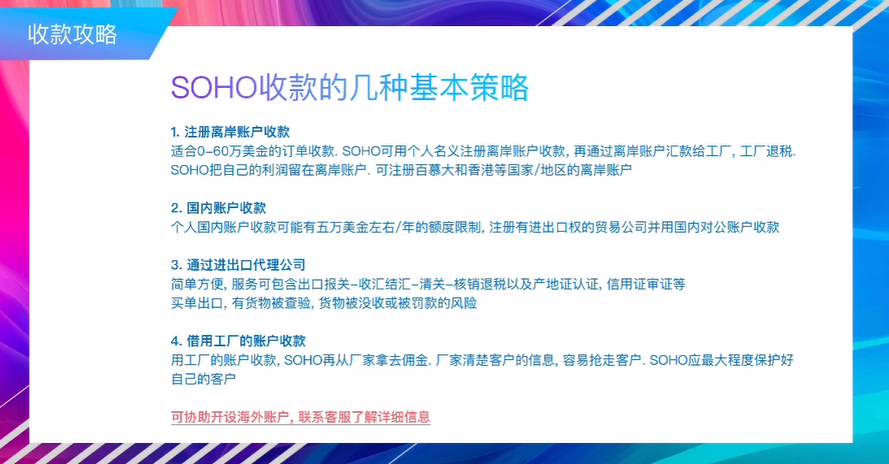 收款攻略
SOHO收款的几种基本策略
1. 注册离岸账户收款
适合0-60万美金的订单收款. SOHO可用个人名义注册离岸账户收款, 再通过离岸账户汇款给工厂, 工厂退税.
SOHO把自己的利润留在离岸账户. 可注册百慕大和香港等国家/地区的离岸账户
2. 国内账户收款
个人国内账户收款可能有五万美金左右/年的额度限制, 注册有进出口权的贸易公司并用国内对公账户收款
3. 通过进出口代理公司
简单方便, 服务可包含出口报关-收汇结汇-清关-核销退税以及产地证认证, 信用证审证等
买单出口, 有货物被查验, 货物被没收或被罚款的风险
4. 借用工厂的账户收款
用工厂的账户收款, SOHO再从厂家拿去佣金. 厂家清楚客户的信息, 容易抢走客户. SOHO应最大程度保护好
自己的客户
可协助开设海外账户, 联系客服了解详细信息